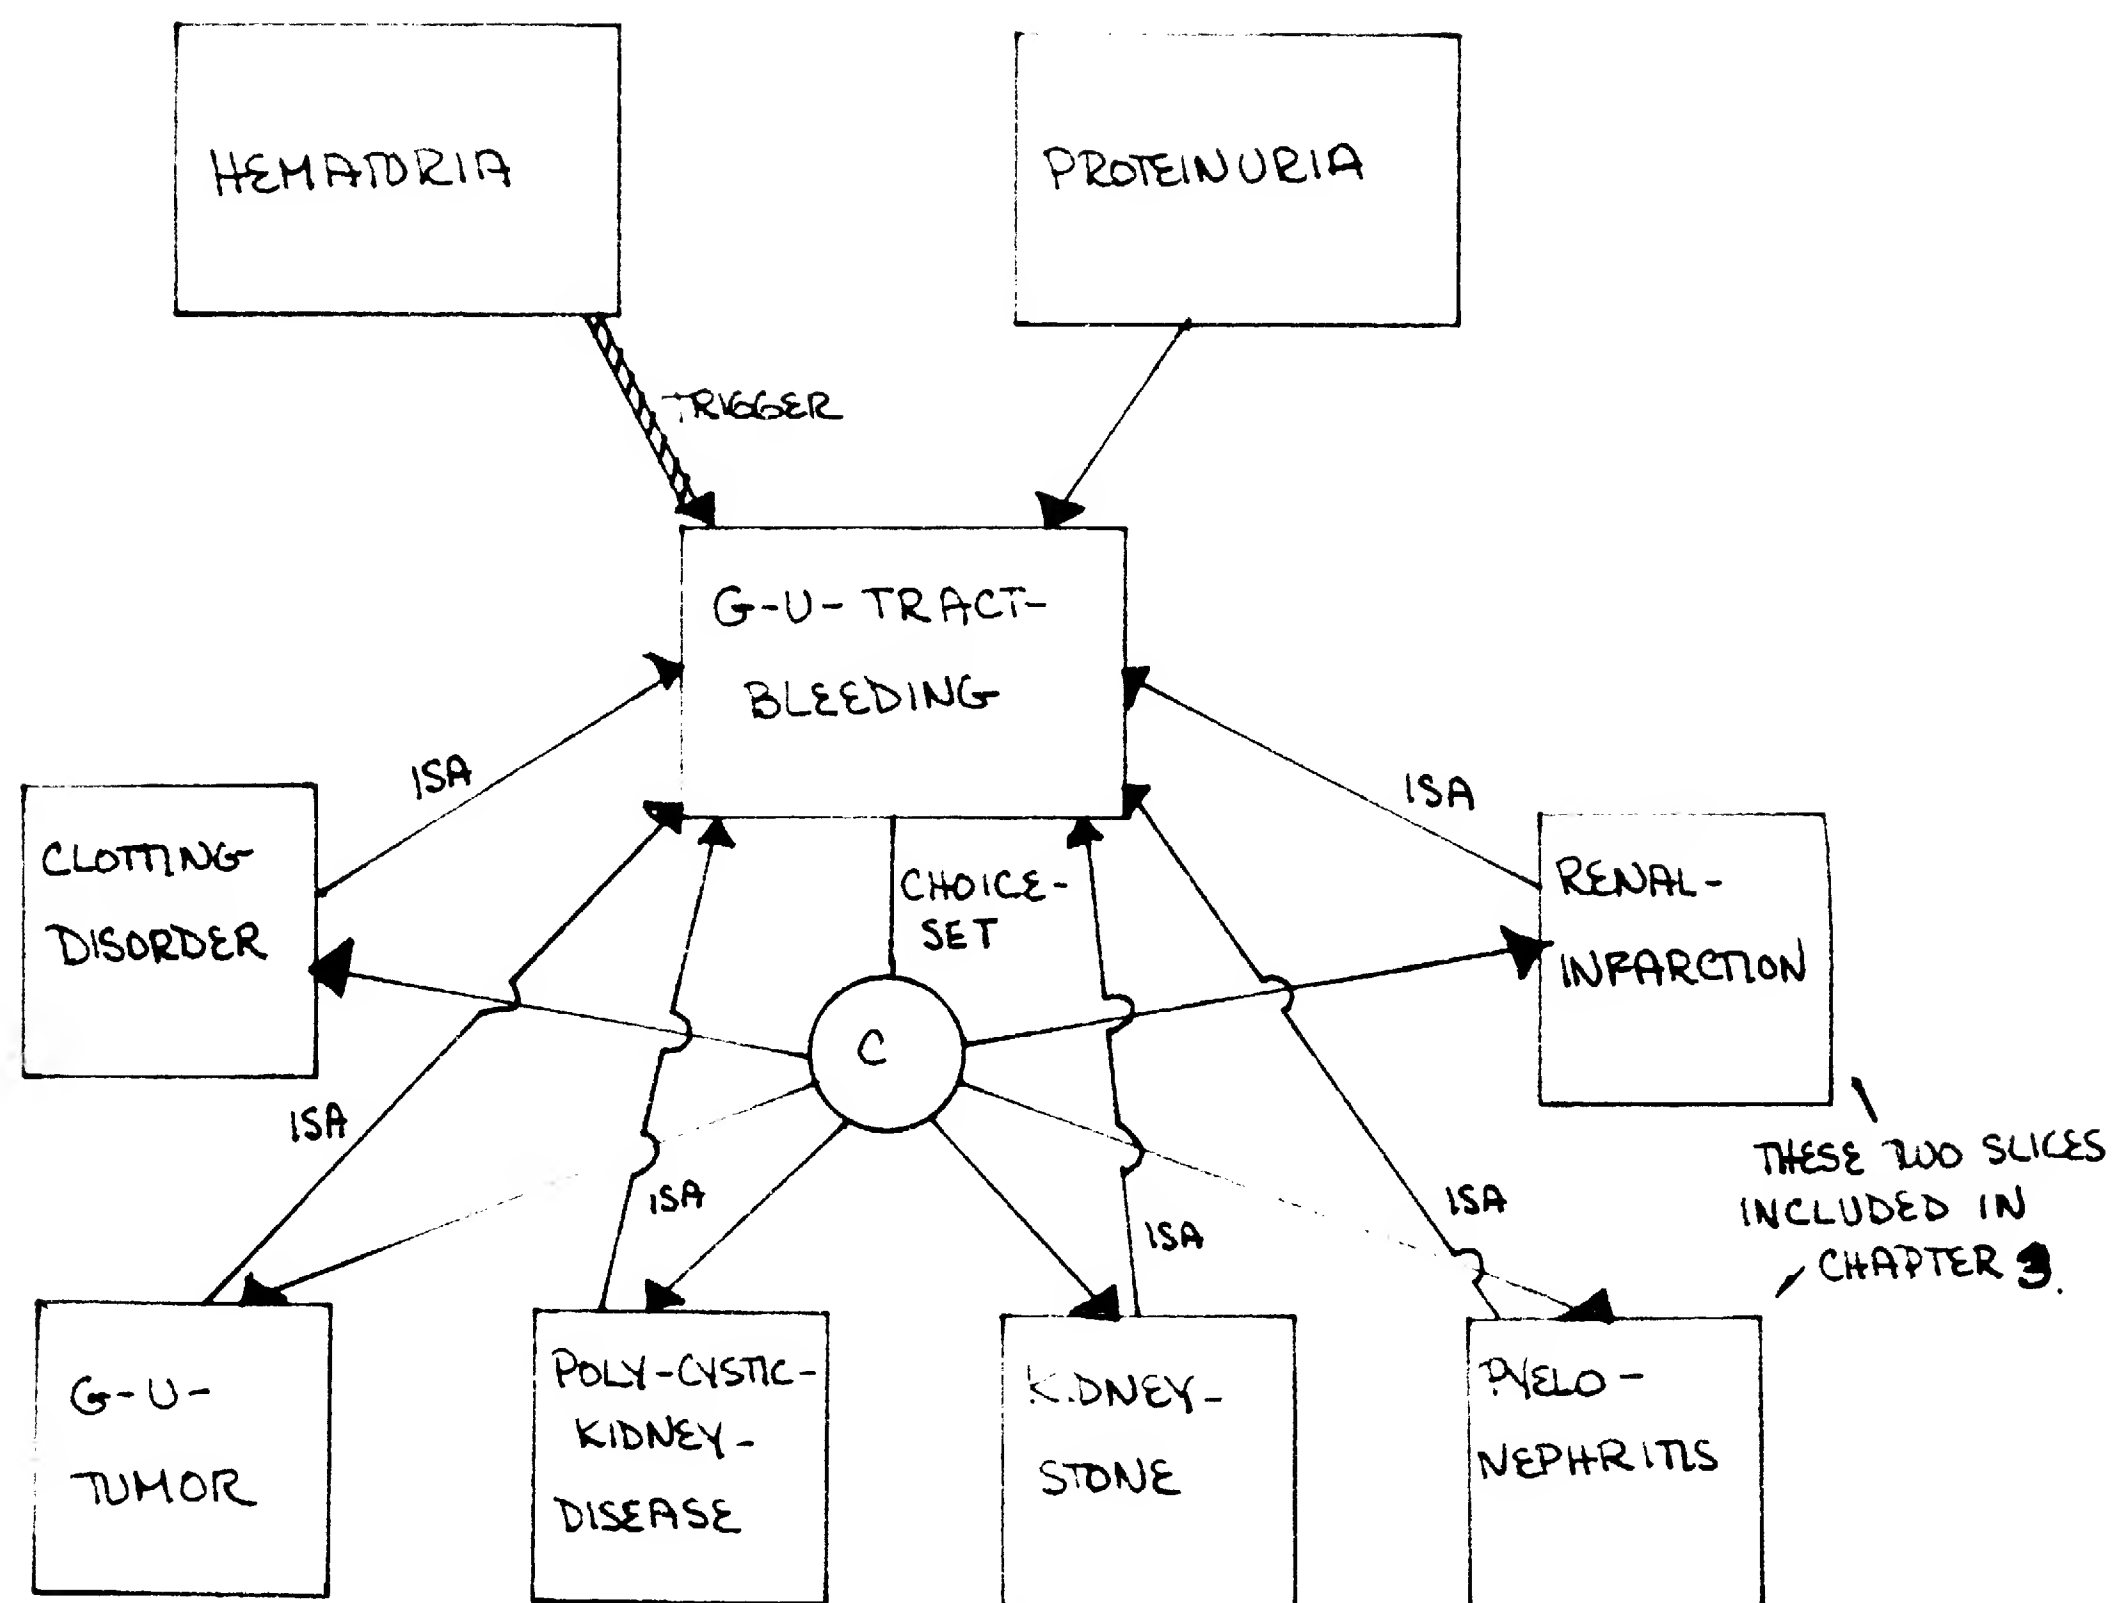 HEMATORIA
PROTEINURIA
TRIGGER
G-U-TRACT-
BLEEDING
ISA
ISA
CLOTTING-
DISORDER
CHOICE-
SET
RENAL-
INFARCTION
C
ISA
ISA
ISA
ISA
THESE TWO SLICES
INCLUDED IN
CHAPTER 3.
G-U-
TUMOR
POLY-CYSTIC-
KIDNEY-
DISEASE
KIDNEY-
STONE
PYELO-
NEPHRITIS